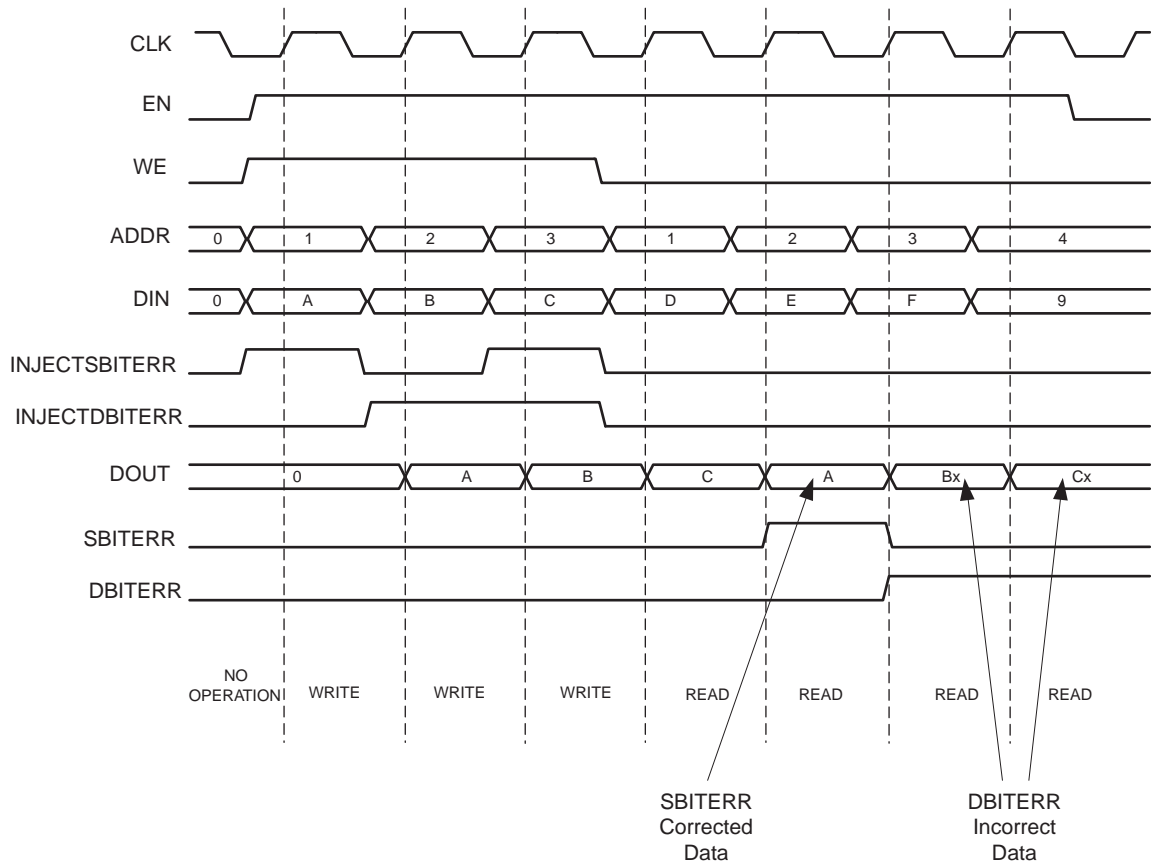 CLK
EN
WE
ADDR 0 1 2 3 1 2 3 4
DIN 0 A B C D E F 9
INJECTSBITERR
INJECTDBITERR
DOUT 0 A B C A Bx Cx
SBITERR
DBITERR
NO
OPERATION WRITE WRITE WRITE READ READ READ READ
SBITERR
Corrected
Data
DBITERR
Incorrect
Data